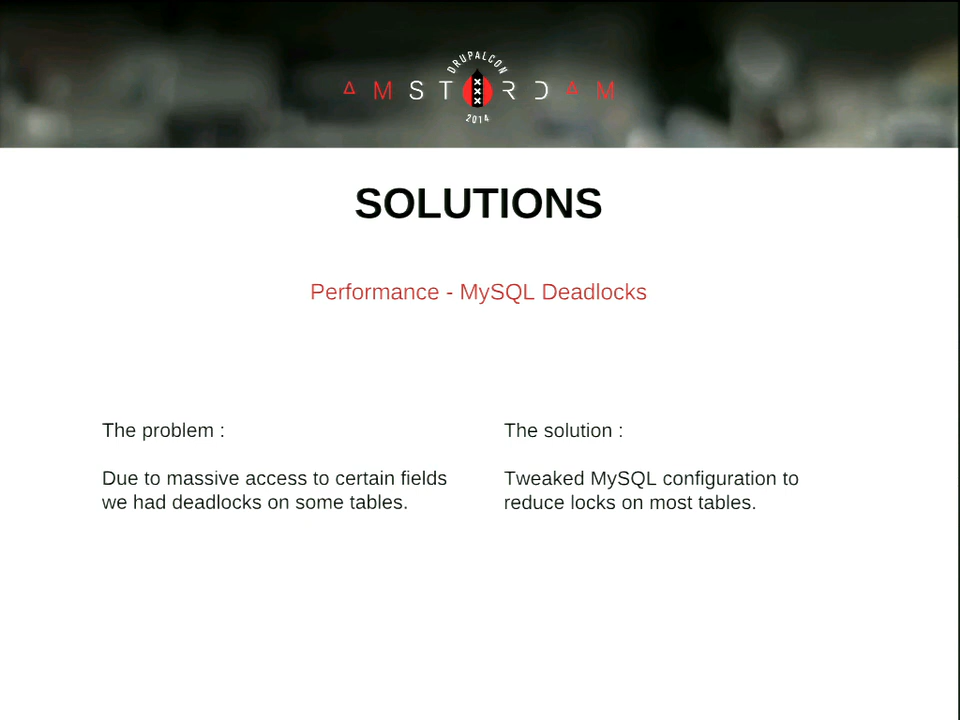 DRUPALCON
AMSTERDAM
2014
SOLUTIONS
Performance - MySQL Deadlocks
The problem :
Due to massive access to certain fields
we had deadlocks on some tables.
The solution :
Tweaked MySQL configuration to
reduce locks on most tables.